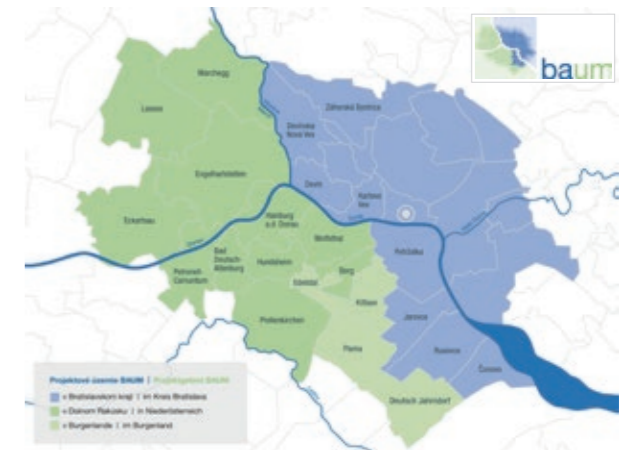 baum
Marchegg
Lassee
Záhorská Bystrica
Devínska
Nová Ves
Engelhartstetten
Devín
Karlova
Ves
Eckartsau
Hainburg
a.d. Donau
Wolfsthal
Petržalka
Bad
Deutsch-
Altenburg
Hundsheim
Berg
Petronell-
Carnuntum
Edelstal
Kittsee
Prellenkirchen
Jarovce
Pama
Rusovce
Čunovo
Deutsch Jahrndorf
Projektové územie BAUM | Projektgebiet BAUM
v Bratislavskom kraji | im Kreis Bratislava
v Dolnom Rakúsku | in Niederösterreich
v Burgenlande | im Burgenland